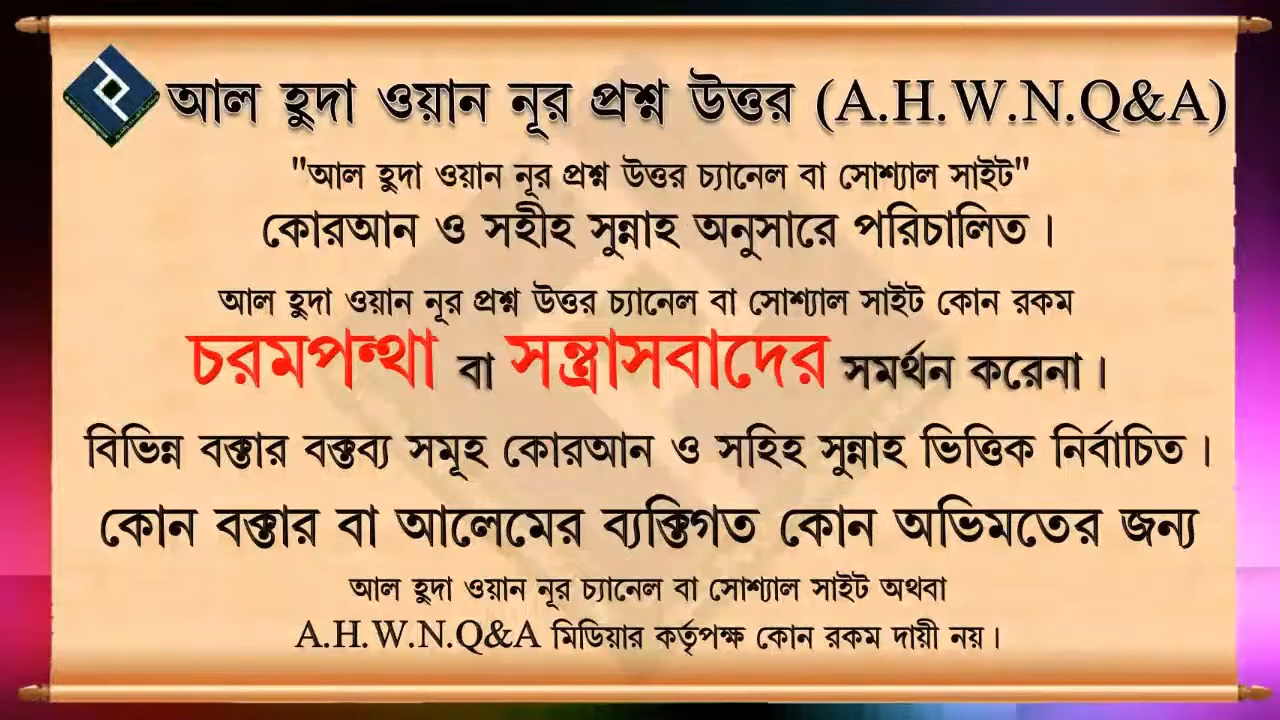 আল হুদা ওয়ান নূর প্রশ্ন উত্তর (A.H.W.N.Q&A)
"আল হুদা ওয়ান নূর প্রশ্ন উত্তর চ্যানেল বা সোশ্যাল সাইট"
কোরআন ও সহীহ সুন্নাহ অনুসারে পরিচালিত।
আল হুদা ওয়ান নূর প্রশ্ন উত্তর চ্যানেল বা সোশ্যাল সাইট কোন রকম
চরমপন্থা বা সন্ত্রাসবাদের সমর্থন করেনা।
বিভিন্ন বক্তার বক্তব্য সমূহ কোরআন ও সহিহ সুন্নাহ ভিত্তিক নির্বাচিত।
কোন বক্তার বা আলেমের ব্যক্তিগত কোন অভিমতের জন্য
আল হুদা ওয়ান নূর চ্যানেল বা সোশ্যাল সাইট অথবা
A.H.W.N.Q&A মিডিয়ার কর্তৃপক্ষ কোন রকম দায়ী নয়।